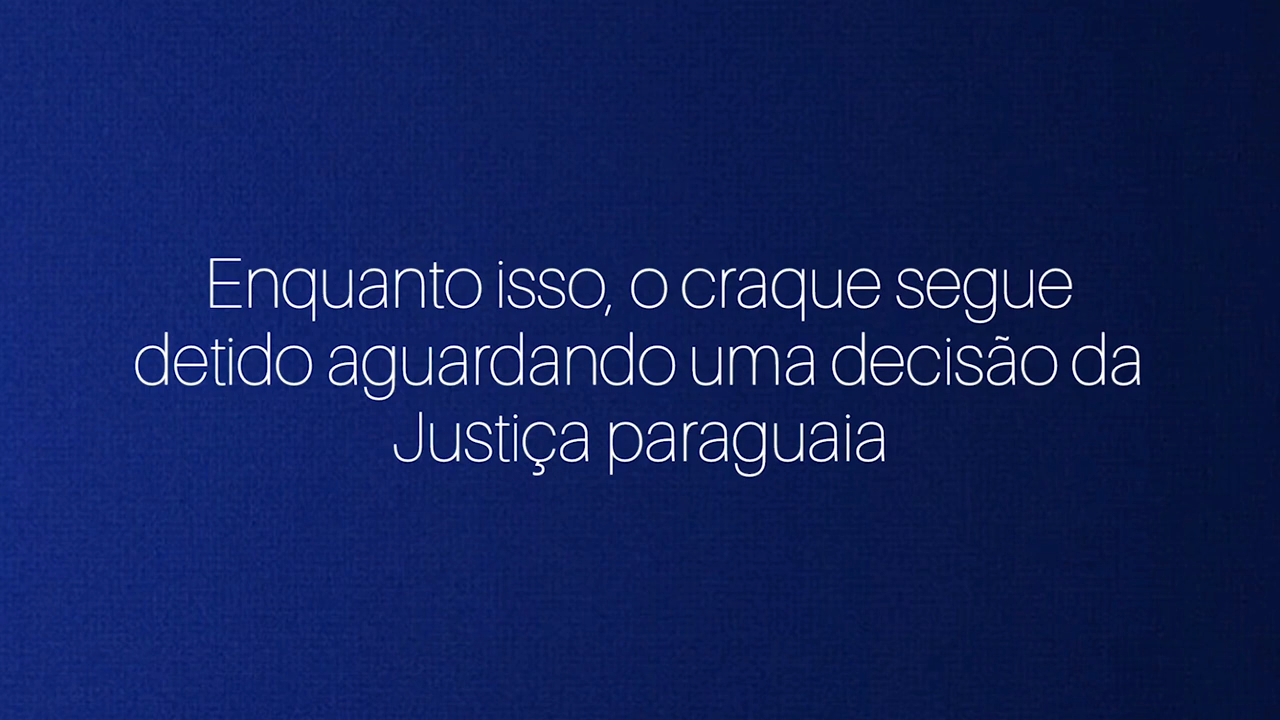 Enquanto isso, o craque segue
detido aguardando uma decisão da
Justiça paraguaia